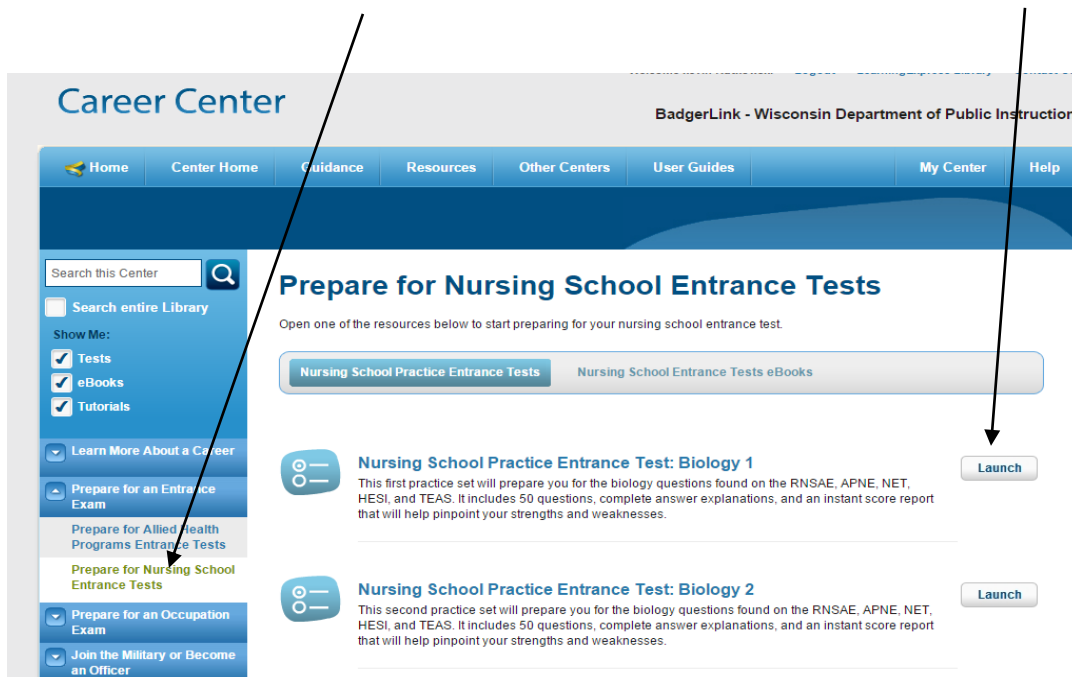 Career Center
BadgerLink - Wisconsin Department of Public Instruction
Home Center Home Guidance Resources Other Centers User Guides My Center Help
Search this Center
Search entire Library
Show Me:
Tests
eBooks
Tutorials
Learn More About a Career
Prepare for an Entrance
Exam
Prepare for Allied Health
Programs Entrance Tests
Prepare for Nursing School
Entrance Tests
Prepare for an Occupation
Exam
Join the Military or Become
an Officer
Prepare for Nursing School Entrance Tests
Open one of the resources below to start preparing for your nursing school entrance test.
Nursing School Practice Entrance Tests Nursing School Entrance Tests eBooks
Nursing School Practice Entrance Test: Biology 1
Launch
This first practice set will prepare you for the biology questions found on the RNSAE, APNE, NET,
HESI, and TEAS. It includes 50 questions, complete answer explanations, and an instant score report
that will help pinpoint your strengths and weaknesses.
Nursing School Practice Entrance Test: Biology 2
Launch
This second practice set will prepare you for the biology questions found on the RNSAE, APNE, NET,
HESI, and TEAS. It includes 50 questions, complete answer explanations, and an instant score report
that will help pinpoint your strengths and weaknesses.